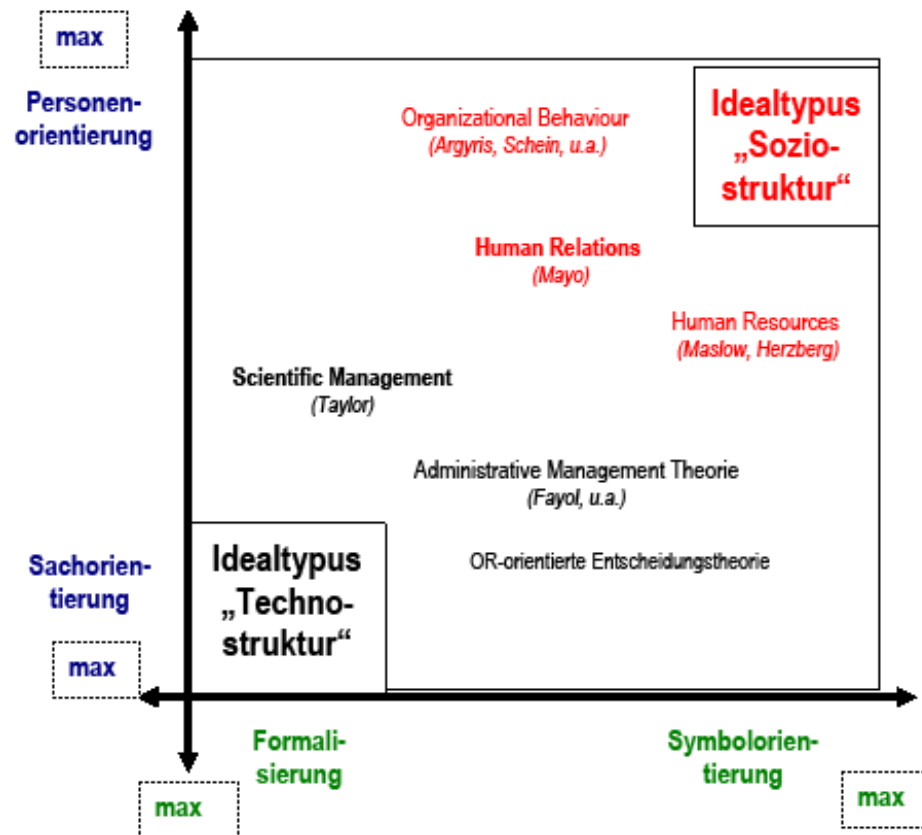 max
Personen-
orientierung
Organizational Behaviour
(Argyris, Schein, u.a.)
Idealtypus
„Sozio-
struktur“
Human Relations
(Mayo)
Human Resources
(Maslow, Herzberg)
Scientific Management
(Taylor)
Administrative Management Theorie
(Fayol, u.a.)
OR-orientierte Entscheidungstheorie
Sachorien-
tierung
Idealtypus
„Techno-
struktur“
max
Formali-
sierung
Symbolorien-
tierung
max
max